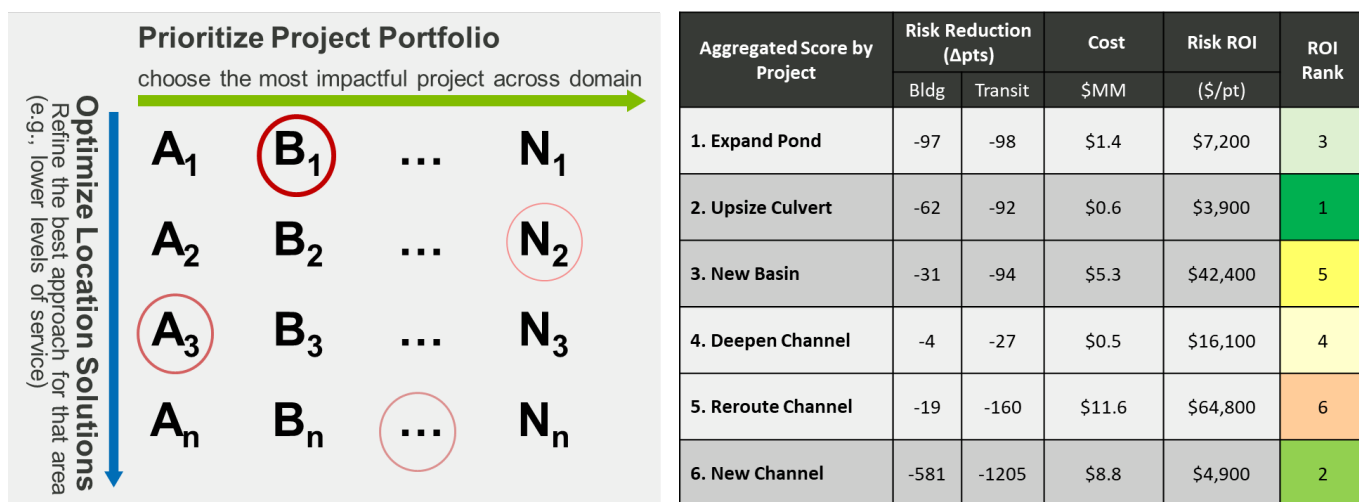 Prioritize Project Portfolio
choose the most impactful project across domain
Optimize Location Solutions
Refine the best approach for that area
(e.g., lower levels of service)
A1 B1 ... N1
A2 B2 ... N2
A3 B3 ... N3
An Bn ... Nn
Aggregated Score by
Project
Risk Reduction
(Δpts)
Cost
Risk ROI
ROI
Rank
Bldg Transit $MM ($/pt)
1. Expand Pond -97 -98 $1.4 $7,200 3
2. Upsize Culvert -62 -92 $0.6 $3,900 1
3. New Basin -31 -94 $5.3 $42,400 5
4. Deepen Channel -4 -27 $0.5 $16,100 4
5. Reroute Channel -19 -160 $11.6 $64,800 6
6. New Channel -581 -1205 $8.8 $4,900 2